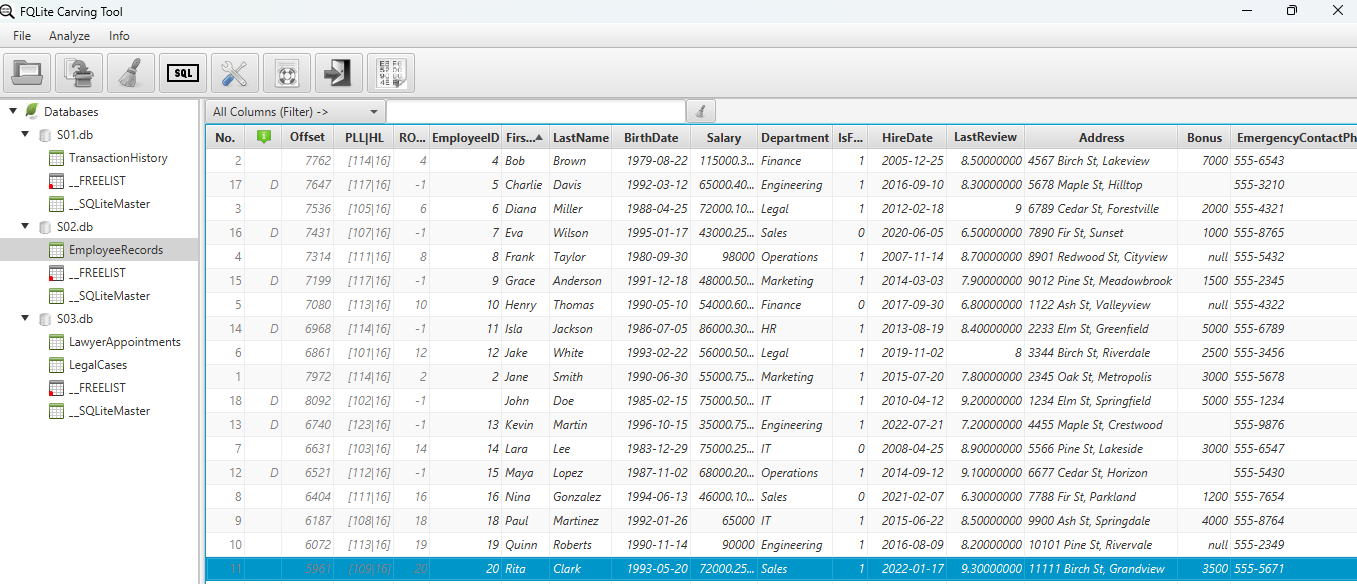 FQLite Carving Tool
File Analyze Info
SQL
Databases
S01.db
TransactionHistory
__FREELIST
__SQLiteMaster
S02.db
EmployeeRecords
__FREELIST
__SQLiteMaster
S03.db
LawyerAppointments
LegalCases
__FREELIST
__SQLiteMaster
All Columns (Filter) ->
No. Offset PLL|HL RO... EmployeeID Firs... LastName BirthDate Salary Department IsF... HireDate LastReview Address Bonus EmergencyContactPh
2 7762 [114|16] 4 4 Bob Brown 1979-08-22 115000.3... Finance 1 2005-12-25 8.50000000 4567 Birch St, Lakeview 7000 555-6543
17 D 7647 [117|16] -1 5 Charlie Davis 1992-03-12 65000.40... Engineering 1 2016-09-10 8.30000000 5678 Maple St, Hilltop 555-3210
3 7536 [105|16] 6 6 Diana Miller 1988-04-25 72000.10... Legal 1 2012-02-18 9 6789 Cedar St, Forestville 2000 555-4321
16 D 7431 [107|16] -1 7 Eva Wilson 1995-01-17 43000.25... Sales 0 2020-06-05 6.50000000 7890 Fir St, Sunset 1000 555-8765
4 7314 [111|16] 8 8 Frank Taylor 1980-09-30 98000 Operations 1 2007-11-14 8.70000000 8901 Redwood St, Cityview null 555-5432
15 D 7199 [117|16] -1 9 Grace Anderson 1991-12-18 48000.50... Marketing 1 2014-03-03 7.90000000 9012 Pine St, Meadowbrook 1500 555-2345
5 7080 [113|16] 10 10 Henry Thomas 1990-05-10 54000.60... Finance 0 2017-09-30 6.80000000 1122 Ash St, Valleyview null 555-4322
14 D 6968 [114|16] -1 11 Isla Jackson 1986-07-05 86000.30... HR 1 2013-08-19 8.40000000 2233 Elm St, Greenfield 5000 555-6789
6 6861 [101|16] 12 12 Jake White 1993-02-22 56000.50... Legal 1 2019-11-02 8 3344 Birch St, Riverdale 2500 555-3456
1 7972 [114|16] 2 2 Jane Smith 1990-06-30 55000.75... Marketing 1 2015-07-20 7.80000000 2345 Oak St, Metropolis 3000 555-5678
18 D 8092 [102|16] -1 John Doe 1985-02-15 75000.50... IT 1 2010-04-12 9.20000000 1234 Elm St, Springfield 5000 555-1234
13 D 6740 [123|16] -1 13 Kevin Martin 1996-10-15 35000.75... Engineering 1 2022-07-21 7.20000000 4455 Maple St, Crestwood 555-9876
7 6631 [103|16] 14 14 Lara Lee 1983-12-29 75000.25... IT 0 2008-04-25 8.90000000 5566 Pine St, Lakeside 3000 555-6547
12 D 6521 [112|16] -1 15 Maya Lopez 1987-11-02 68000.20... Operations 1 2014-09-12 9.10000000 6677 Cedar St, Horizon 555-5430
8 6404 [111|16] 16 16 Nina Gonzalez 1994-06-13 46000.10... Sales 0 2021-02-07 6.30000000 7788 Fir St, Parkland 1200 555-7654
9 6187 [108|16] 18 18 Paul Martinez 1992-01-26 65000 IT 1 2015-06-22 8.50000000 9900 Ash St, Springdale 4000 555-8764
10 6072 [113|16] 19 19 Quinn Roberts 1990-11-14 90000 Engineering 1 2016-08-09 8.20000000 10101 Pine St, Rivervale null 555-2349
11 5961 [109|16] 20 20 Rita Clark 1993-05-20 72000.25... Sales 1 2022-01-17 9.30000000 11111 Birch St, Grandview 3500 555-5671